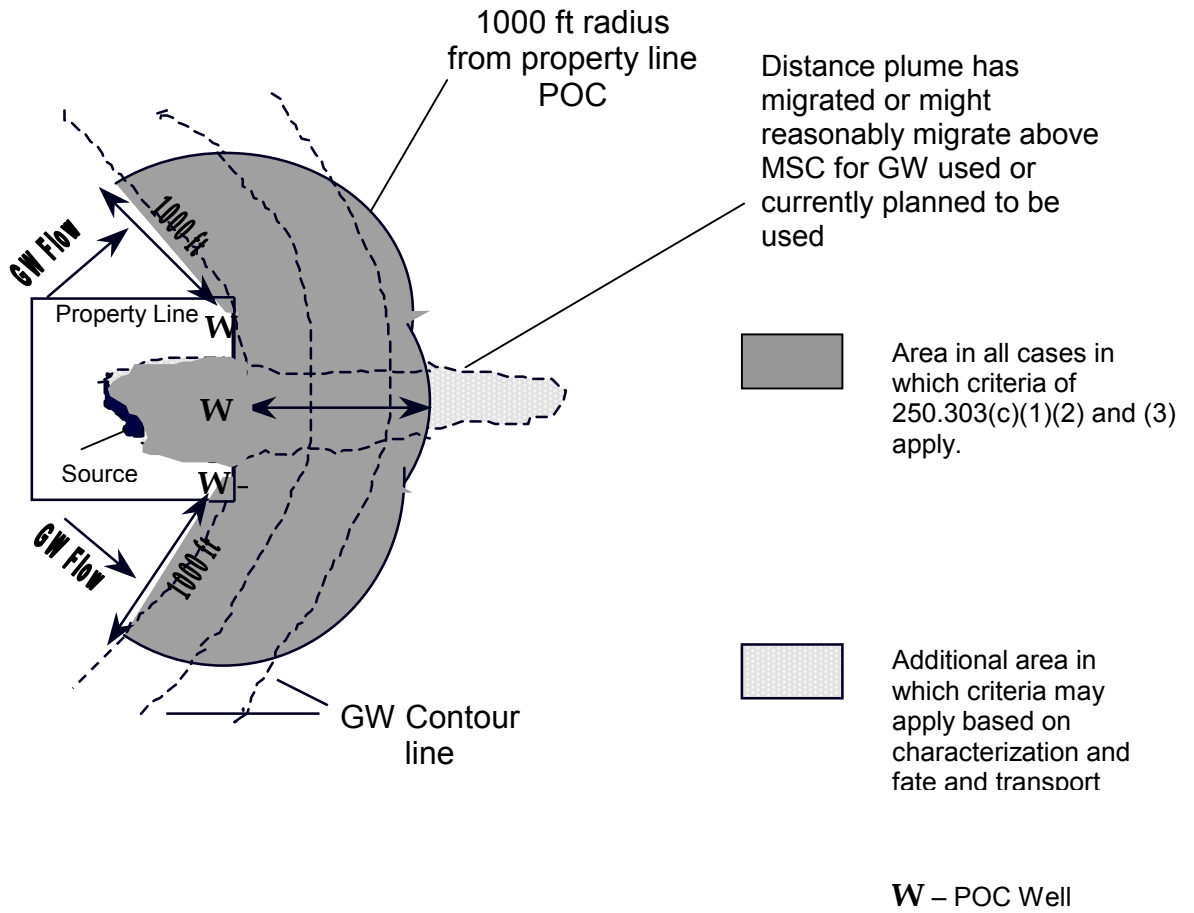 1000 ft radius
from property line
POC
Distance plume has
migrated or might
reasonably migrate above
MSC for GW used or
currently planned to be
used
GW Flow
1000 ft
Property Line
W
W
Source
W –
GW Flow
1000 ft
GW Contour
line
Area in all cases in
which criteria of
250.303(c)(1)(2) and (3)
apply.
Additional area in
which criteria may
apply based on
characterization and
fate and transport
W – POC Well